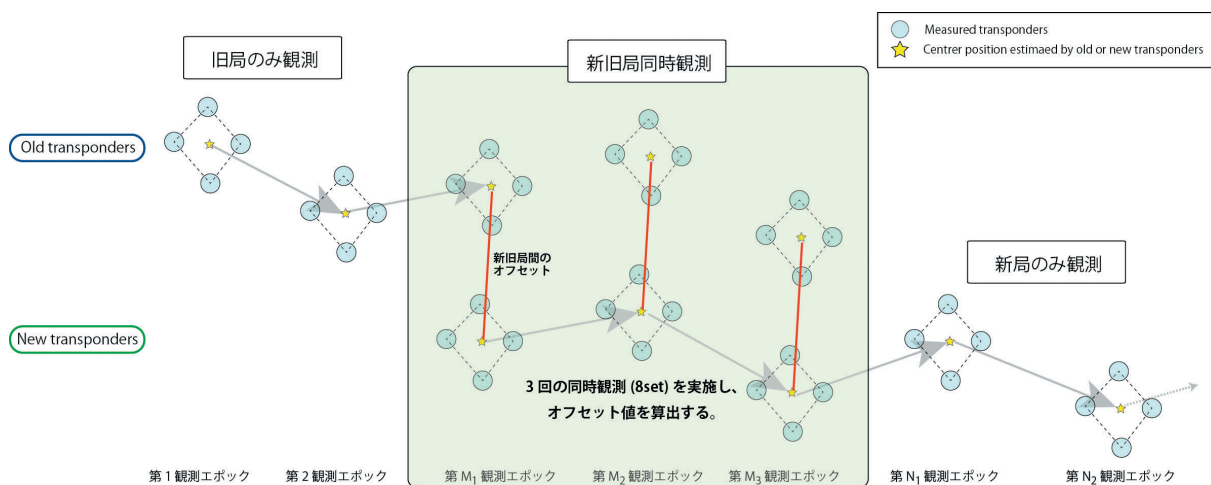 Measured transponders
Centrer position estimaed by old or new transponders
旧局のみ観測
新旧局同時観測
Old transponders
新旧局間の
オフセット
新局のみ観測
New transponders
3 回の同時観測 (8set) を実施し、
オフセット値を算出する。
第 1 観測エポック
第 2 観測エポック
第 M1 観測エポック
第 M2 観測エポック
第 M3 観測エポック
第 N1 観測エポック
第 N2 観測エポック